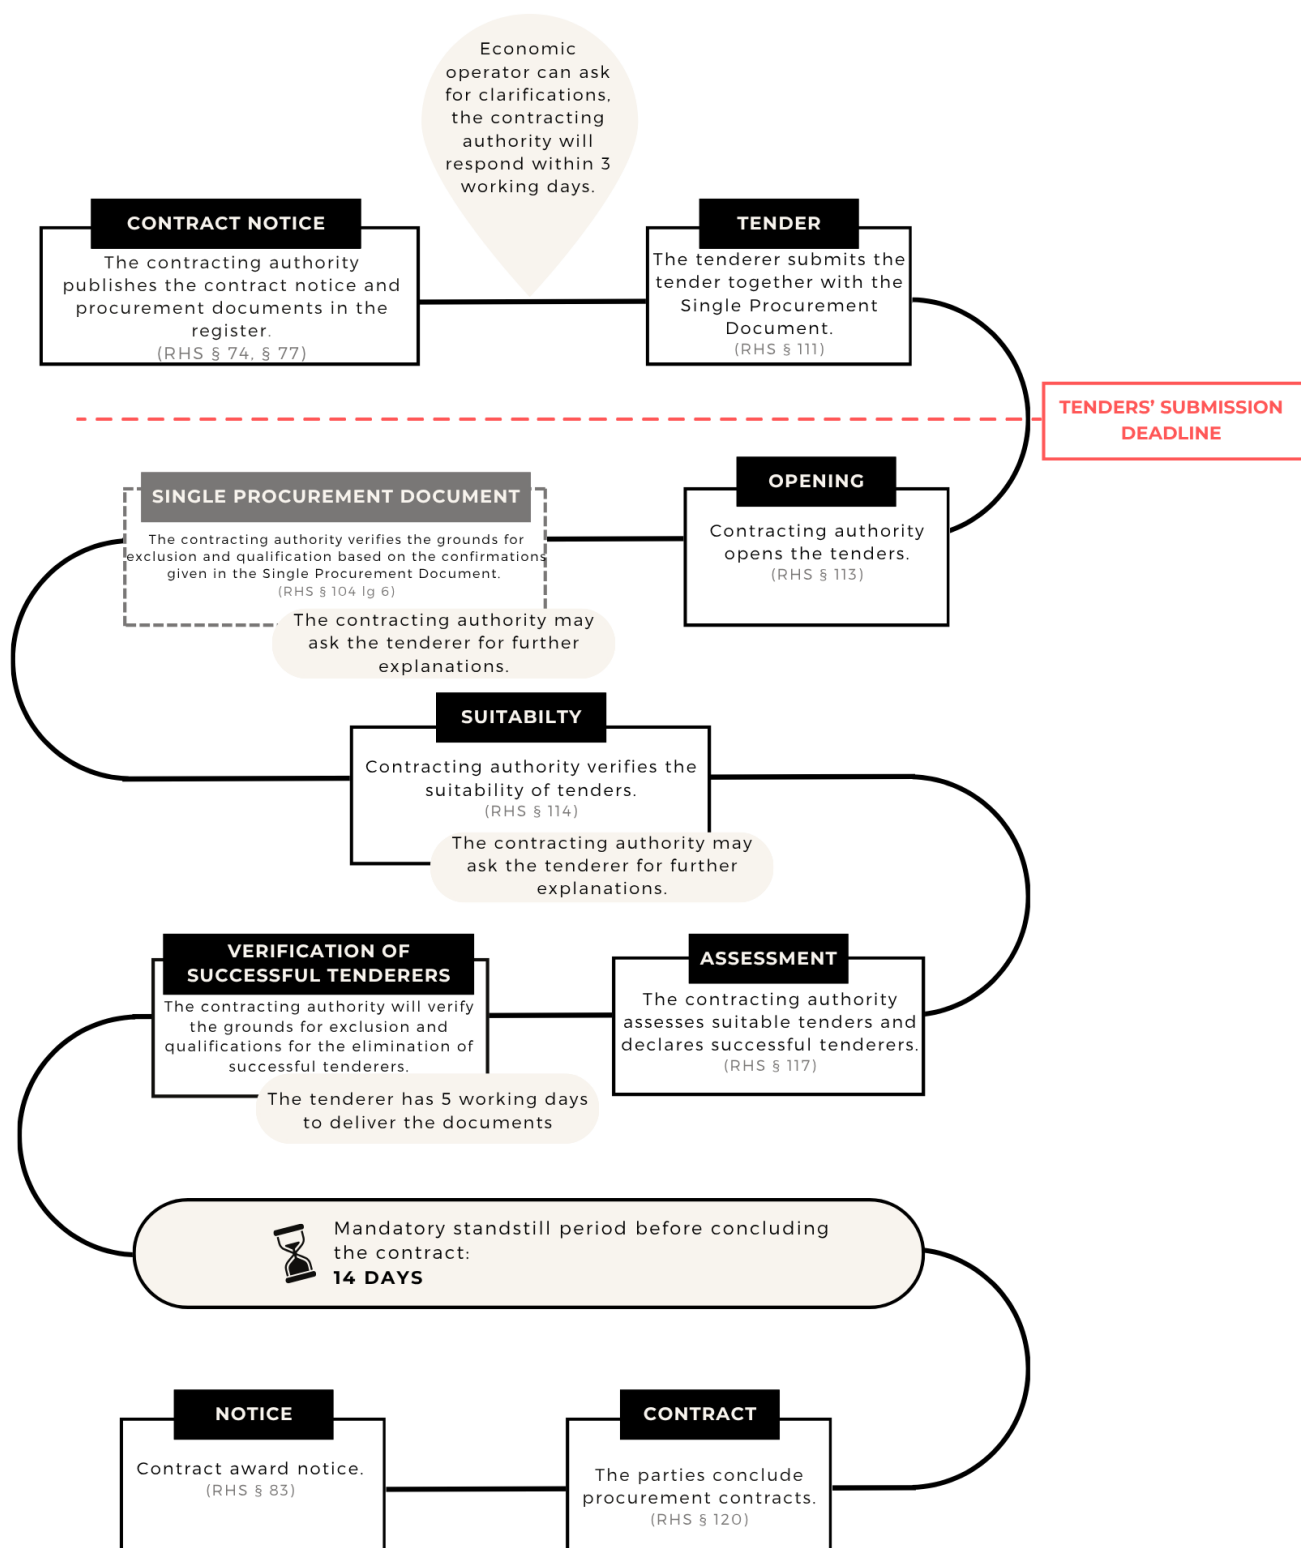 Economic
operator can ask
for clarifications,
the contracting
authority will
respond within 3
working days.
CONTRACT NOTICE
The contracting authority
publishes the contract notice and
procurement documents in the
register.
(RHS § 74, § 77)
TENDER
The tenderer submits the
tender together with the
Single Procurement
Document.
(RHS § 111)
TENDERS' SUBMISSION
DEADLINE
OPENING
Contracting authority
opens the tenders.
(RHS § 113)
SINGLE PROCUREMENT DOCUMENT
The contracting authority verifies the grounds for
exclusion and qualification based on the confirmations
given in the Single Procurement Document.
(RHS § 104 lg 6)
The contracting authority may
ask the tenderer for further
explanations.
SUITABILTY
Contracting authority verifies the
suitability of tenders.
(RHS § 114)
The contracting authority may
ask the tenderer for further
explanations.
ASSESSMENT
The contracting authority
assesses suitable tenders and
declares successful tenderers.
(RHS § 117)
VERIFICATION OF
SUCCESSFUL TENDERERS
The contracting authority will verify
the grounds for exclusion and
qualifications for the elimination of
successful tenderers.
The tenderer has 5 working days
to deliver the documents
Mandatory standstill period before concluding
the contract:
14 DAYS
CONTRACT
The parties conclude
procurement contracts.
(RHS § 120)
NOTICE
Contract award notice.
(RHS § 83)